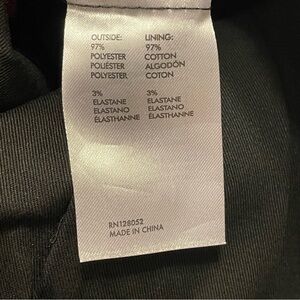 OUTSIDE: LINING:
97% 97%
POLYESTER COTTON
POLIÉSTER ALGODÓN
POLYESTER COTON
3% 3%
ELASTANE ELASTANE
ELASTANO ELASTANO
ÉLASTHANNE ÉLASTHANNE
RN128052
MADE IN CHINA